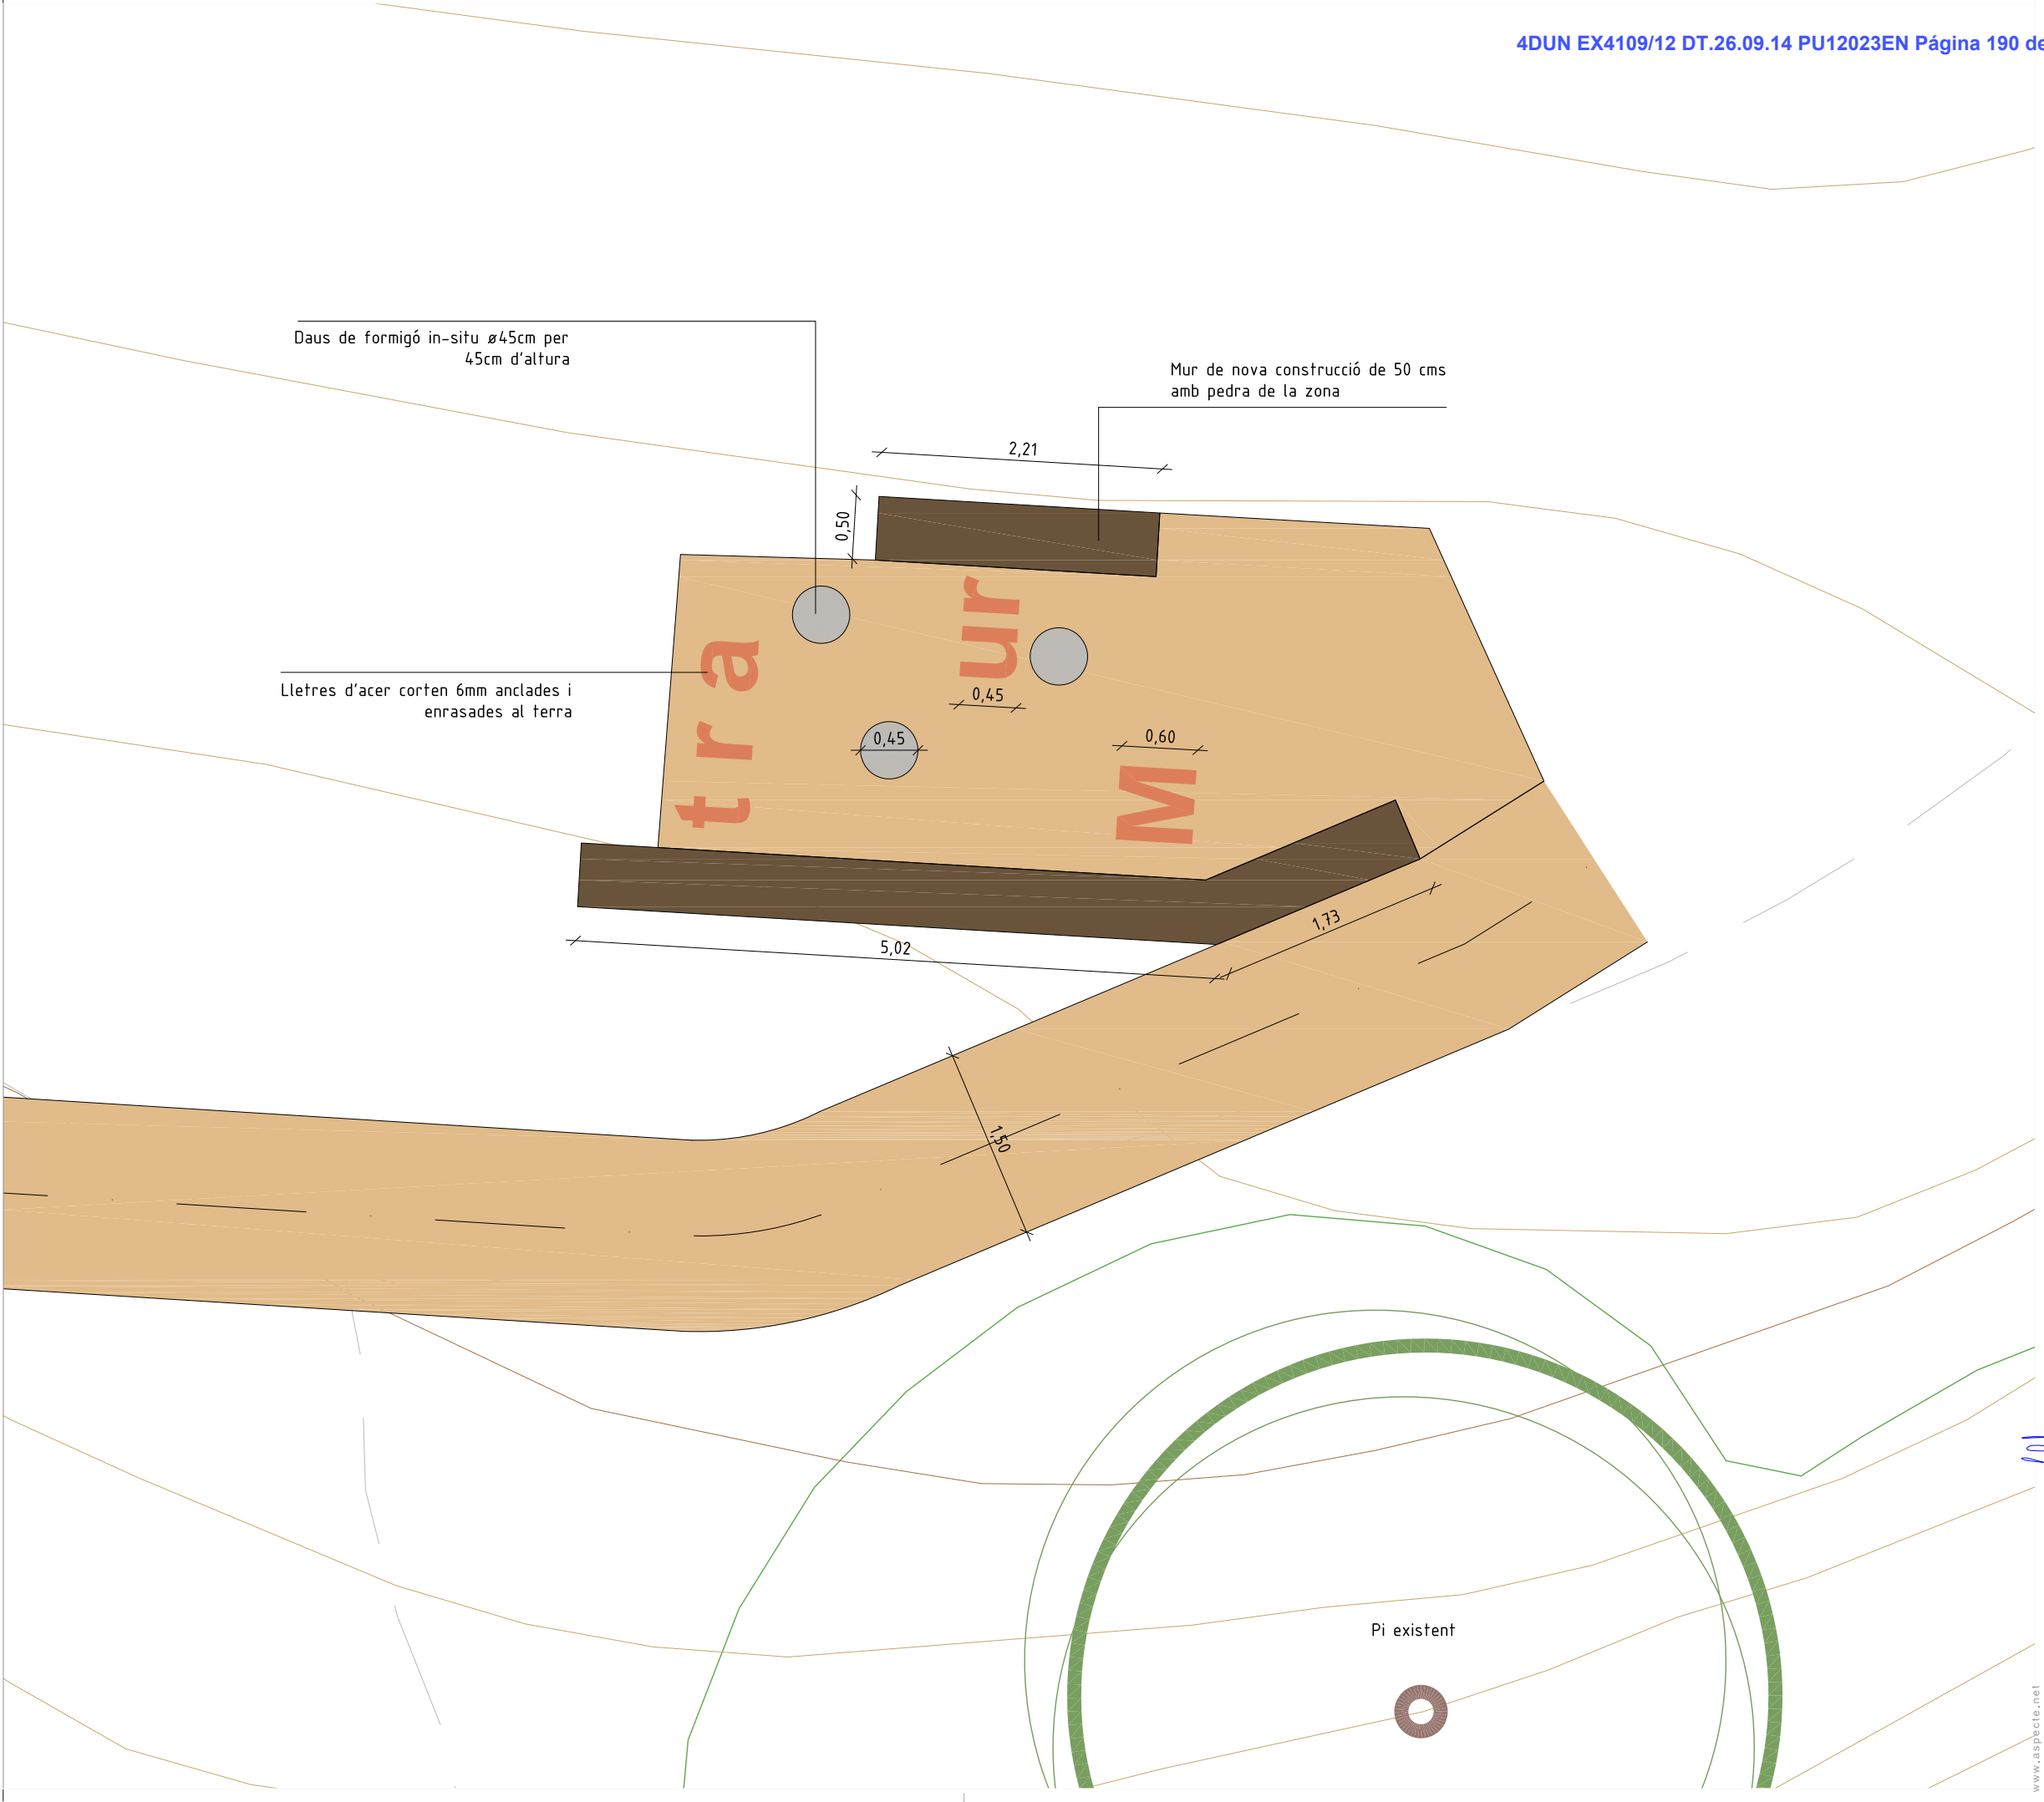 4DUN EX4109/12 DT.26.09.14 PU12023EN Página 190 de
Daus de formigó in-situ ø45cm per
45cm d'altura
Mur de nova construcció de 50 cms
amb pedra de la zona
2,21
0,50
Lletres d'acer corten 6mm anclades i
enrasades al terra
t r a
ur
M
0,45
0,45
0,60
5,02
1,73
1,50
Pi existent
www.aspecte.net